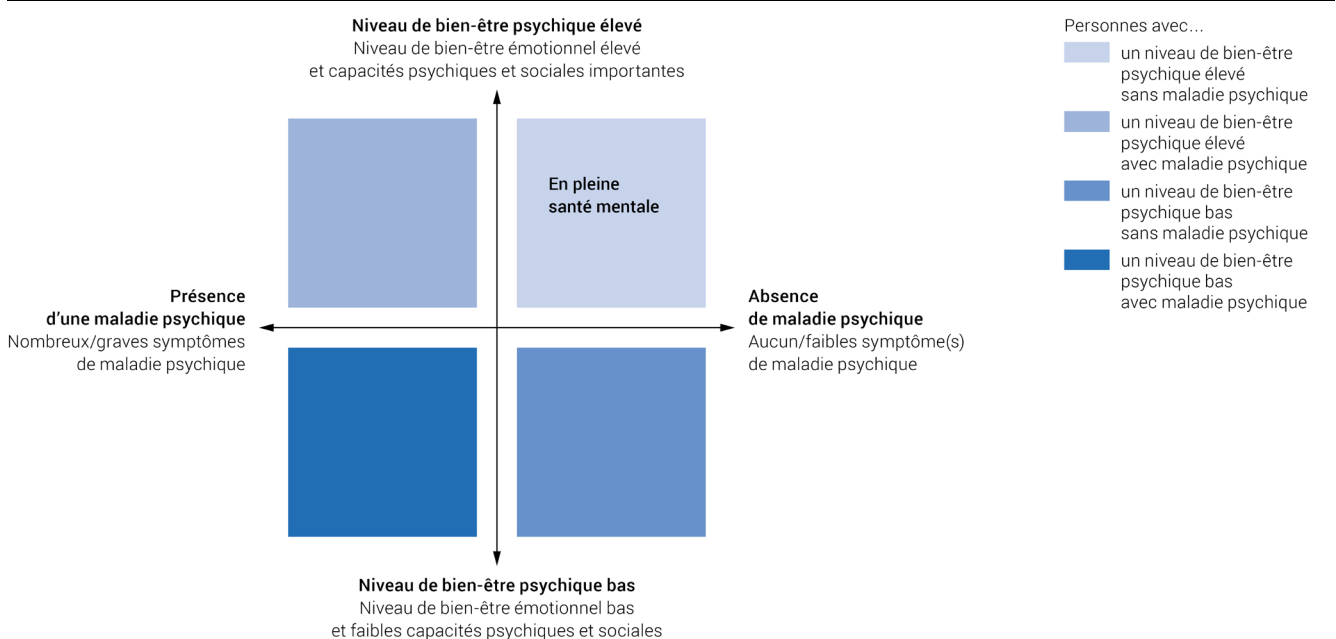 Niveau de bien-être psychique élevé
Niveau de bien-être émotionnel élevé
et capacités psychiques et sociales importantes
En pleine
santé mentale
Présence
d’une maladie psychique
Nombreux/graves symptômes
de maladie psychique
Absence
de maladie psychique
Aucun/faibles symptôme(s)
de maladie psychique
Niveau de bien-être psychique bas
Niveau de bien-être émotionnel bas
et faibles capacités psychiques et sociales
Personnes avec…
un niveau de bien-être
psychique élevé
sans maladie psychique
un niveau de bien-être
psychique élevé
avec maladie psychique
un niveau de bien-être
psychique bas
sans maladie psychique
un niveau de bien-être
psychique bas
avec maladie psychique